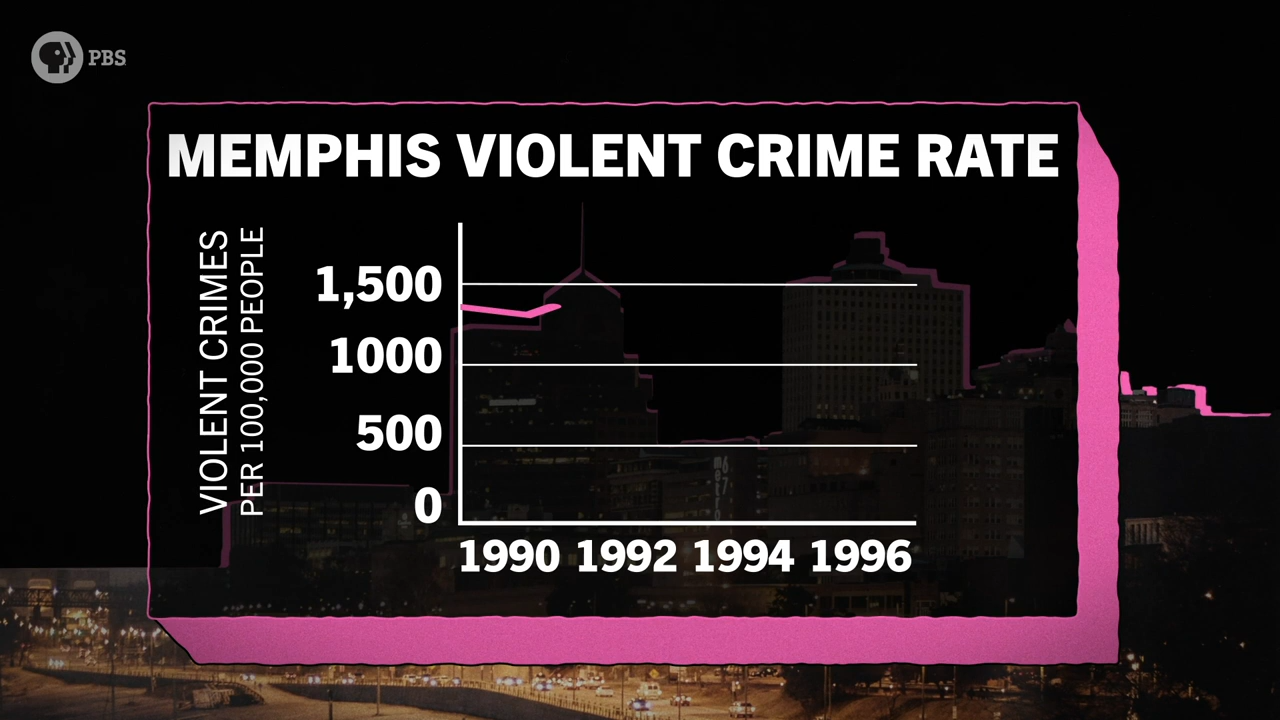 PBS
MEMPHIS VIOLENT CRIME RATE
VIOLENT CRIMES
PER 100,000 PEOPLE
1,500
1000
500
0
1990 1992 1994 1996